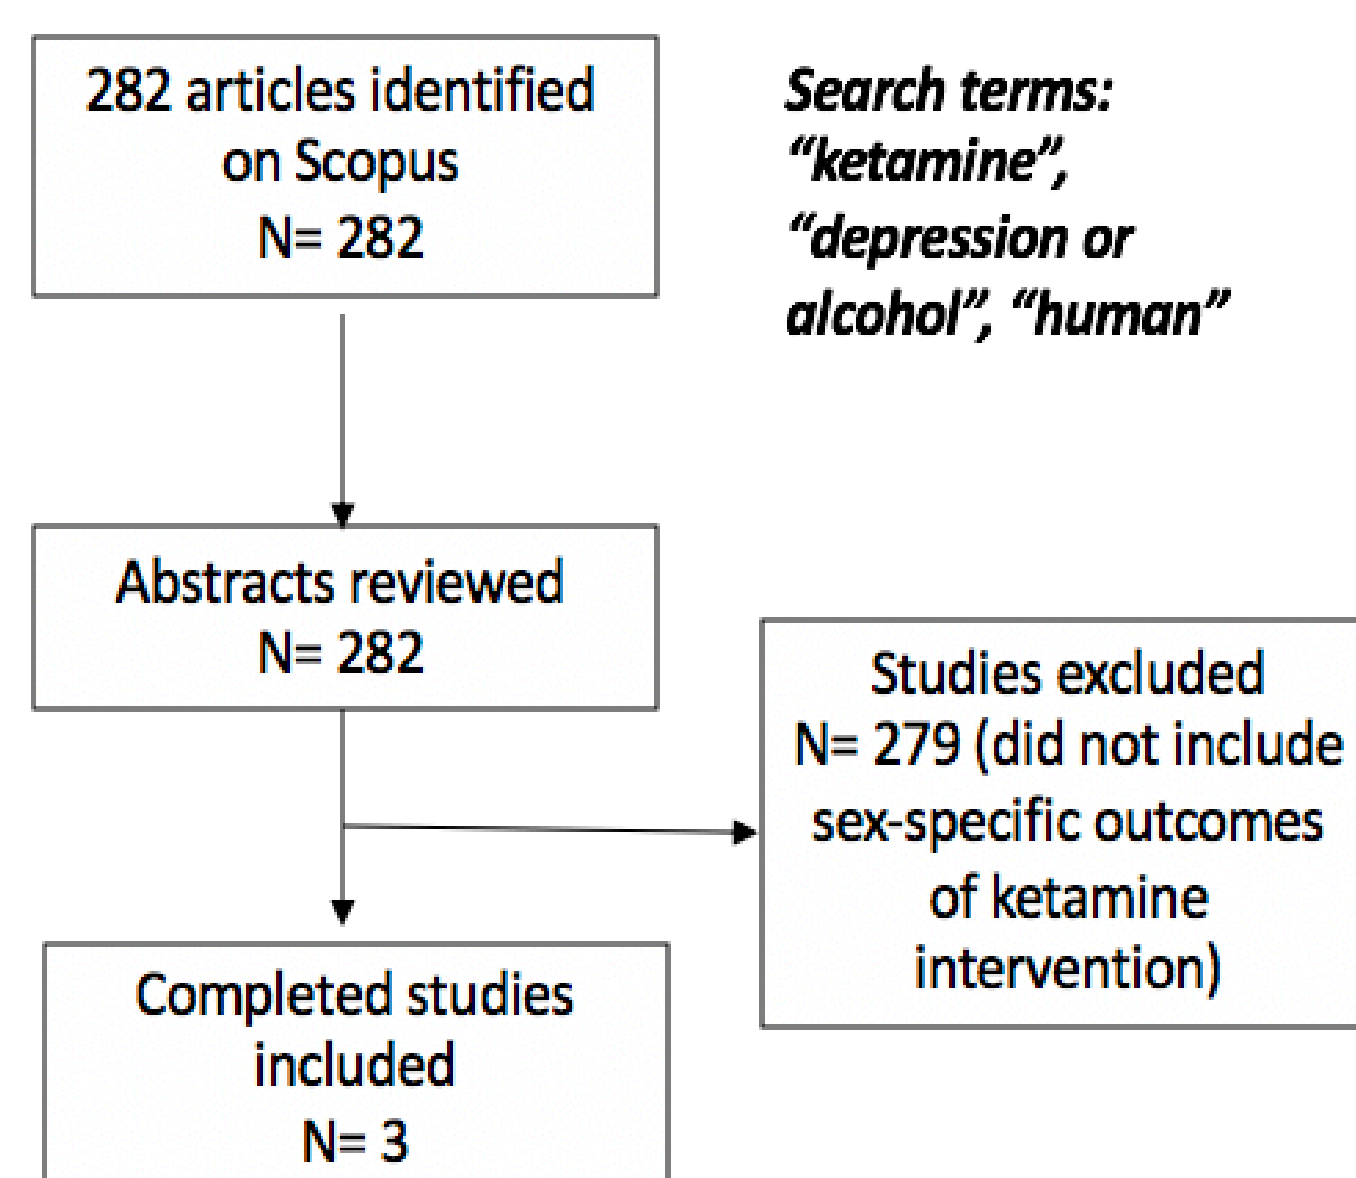 282 articles identified
on Scopus
N= 282
Search terms:
“ketamine”,
“depression or
alcohol”, “human”
Abstracts reviewed
N= 282
Studies excluded
N= 279 (did not include
sex-specific outcomes
of ketamine
intervention)
Completed studies
included
N= 3